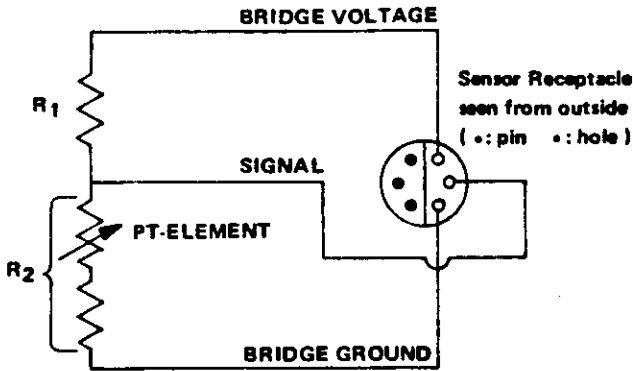 BRIDGE VOLTAGE
Sensor Receptacle
seen from outside
( •: pin •: hole )
R1
SIGNAL
PT-ELEMENT
R2
BRIDGE GROUND